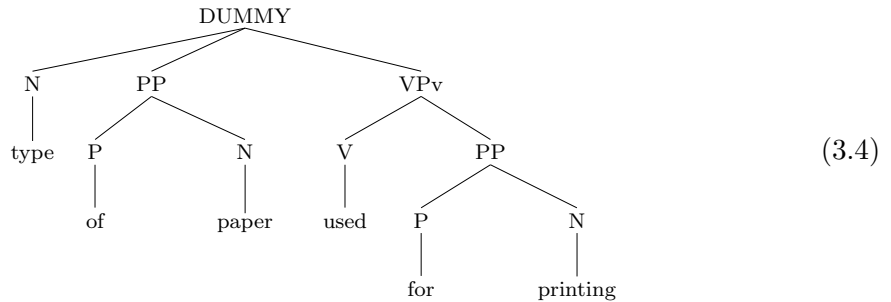 DUMMY
N PP VPv
type P N V PP (3.4)
of paper used P N
for printing